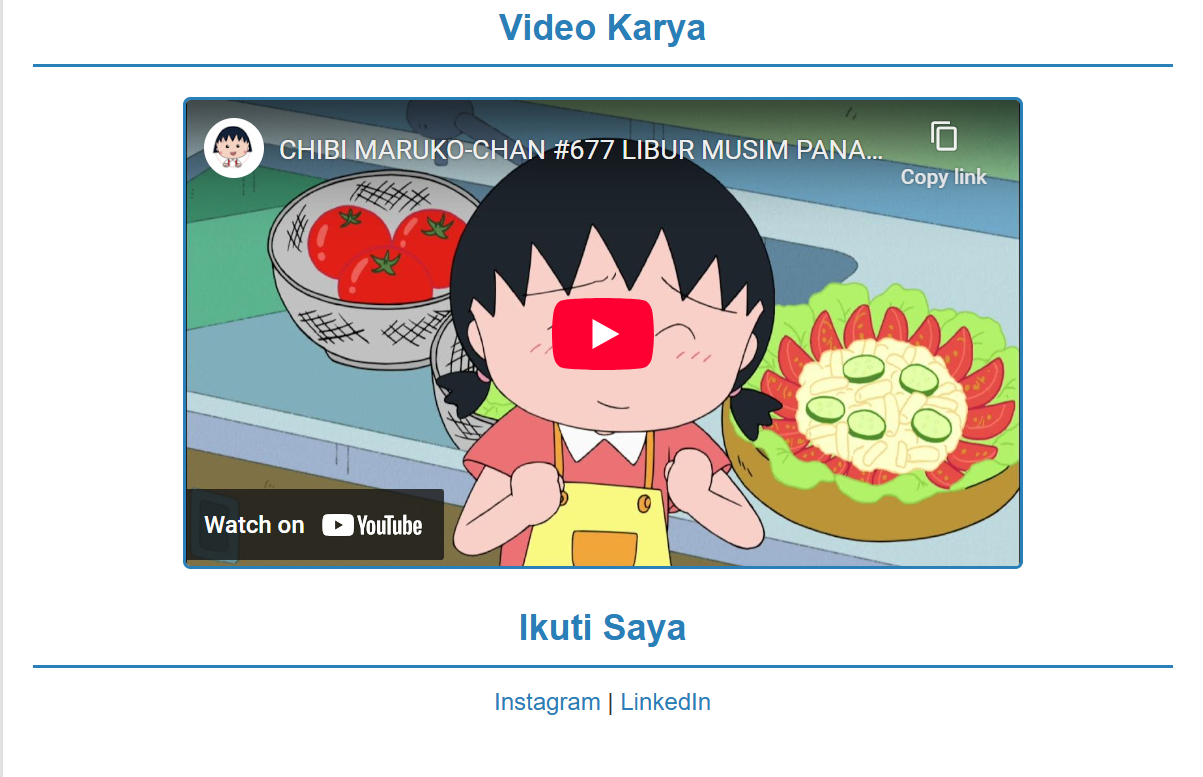 Video Karya
CHIBI MARUKO-CHAN #677 LIBUR MUSIM PANA...
Copy link
Watch on YouTube
Ikuti Saya
Instagram | LinkedIn